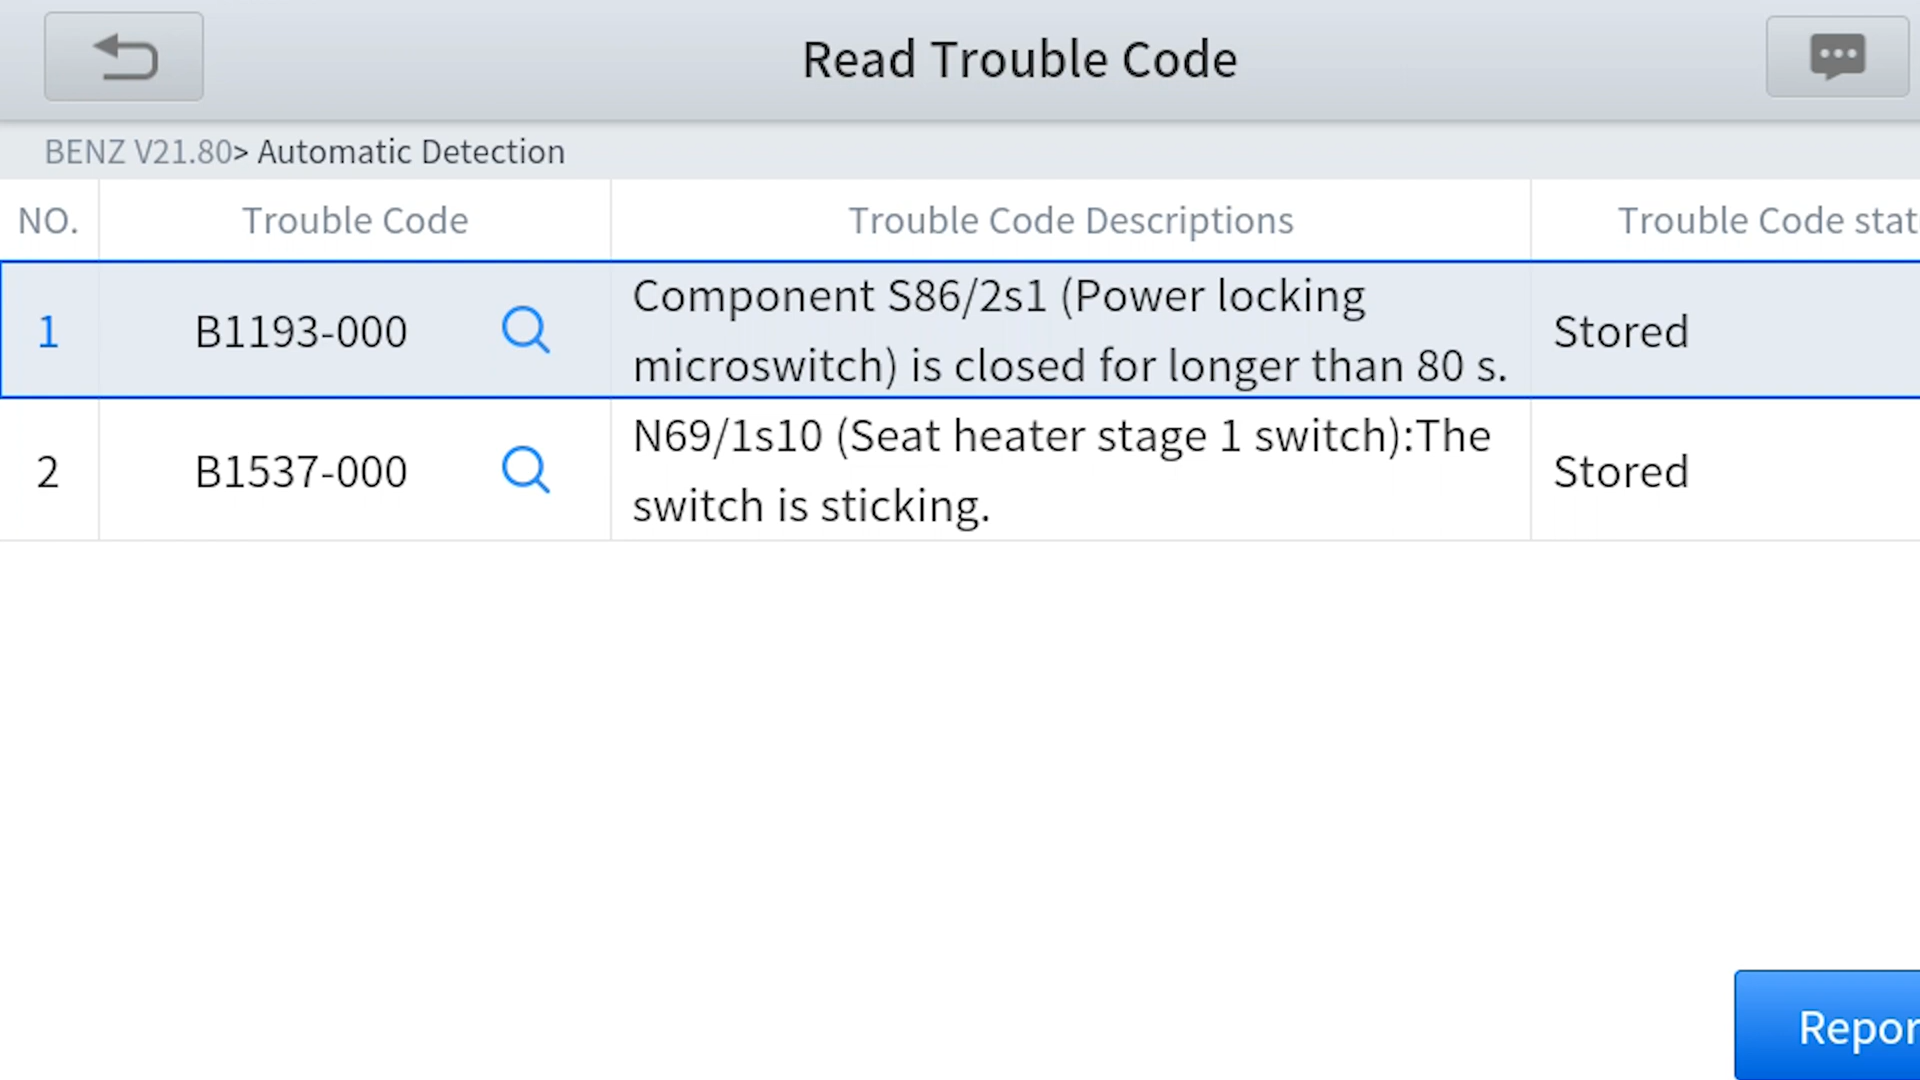 Read Trouble Code
BENZ V21.80> Automatic Detection
NO. Trouble Code Trouble Code Descriptions Trouble Code stat
1 B1193-000 Component S86/2s1 (Power locking
microswitch) is closed for longer than 80 s. Stored
2 B1537-000 N69/1s10 (Seat heater stage 1 switch):The
switch is sticking. Stored
Repor